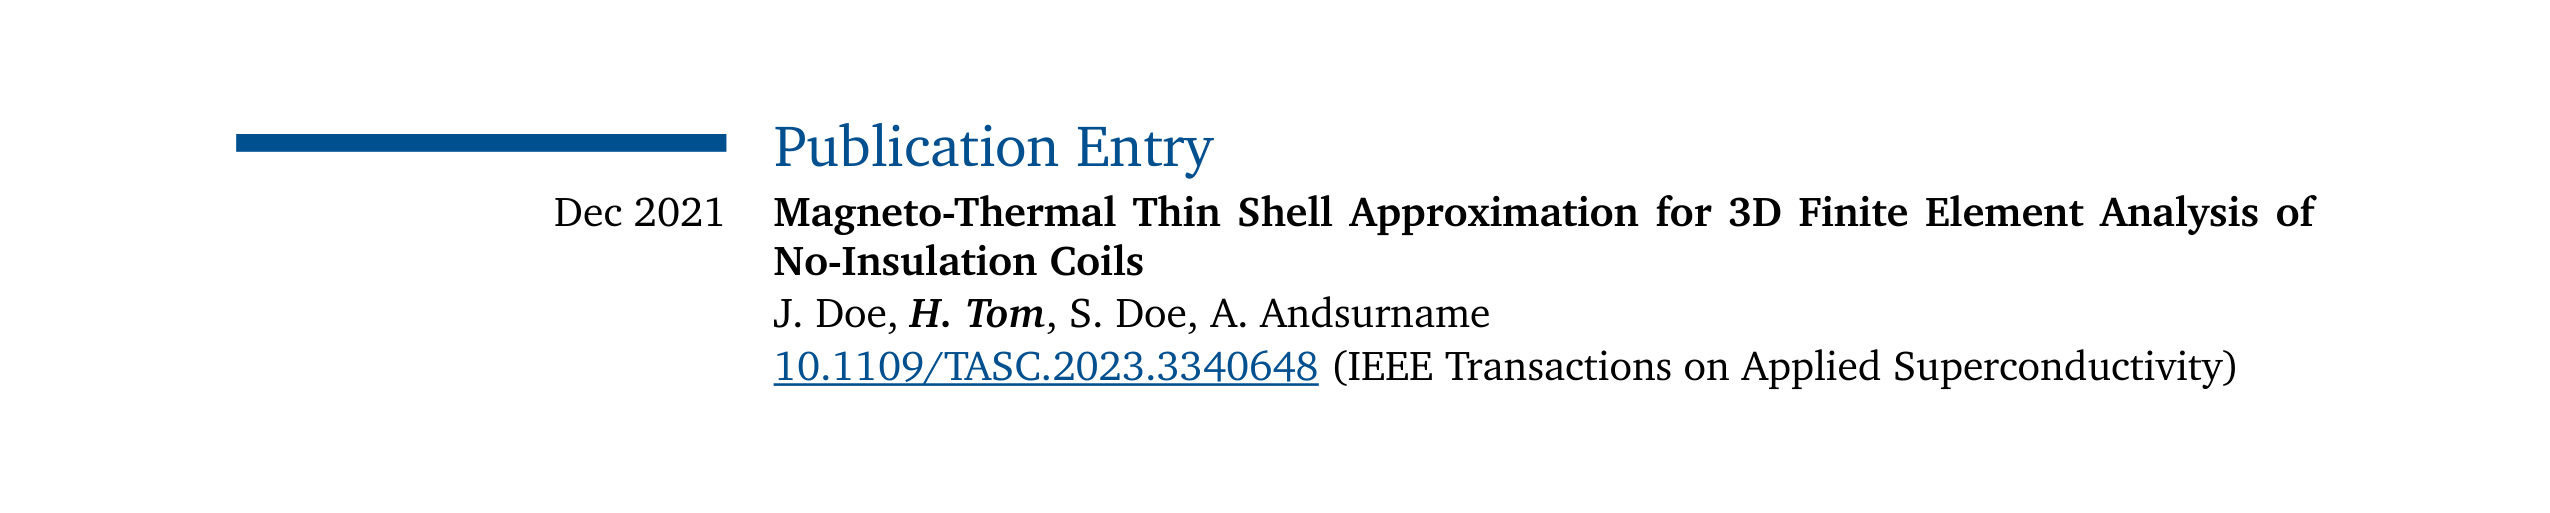 Publication Entry
Dec 2021
Magneto-Thermal Thin Shell Approximation for 3D Finite Element Analysis of
No-Insulation Coils
J. Doe, H. Tom, S. Doe, A. Andsurname
10.1109/TASC.2023.3340648 (IEEE Transactions on Applied Superconductivity)